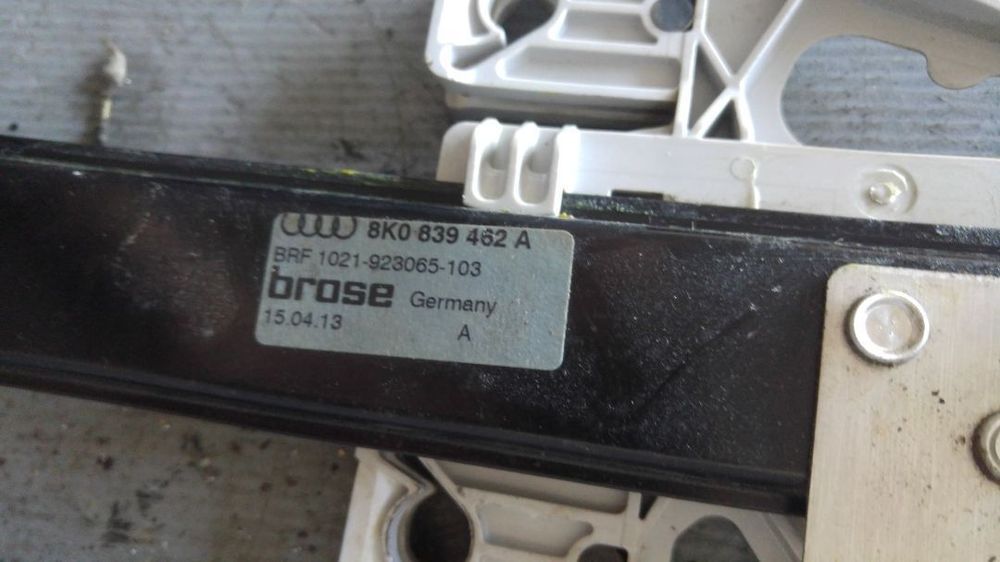 8K0 839 462 A
BRF 1021-923065-103
brose Germany
15.04.13 A